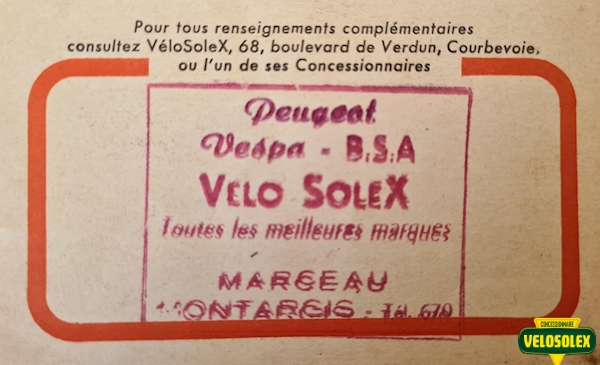 Pour tous renseignements complémentaires
consultez VéloSoleX, 68, boulevard de Verdun, Courbevoie,
ou l'un de ses Concessionnaires
Peugeot
Vespa - B.S.A
VELO SOLEX
Toutes les meilleures marques
MARCEAU
MONTARGIS - Tél. 679
CONCESSIONNAIRE
VELOSOLEX